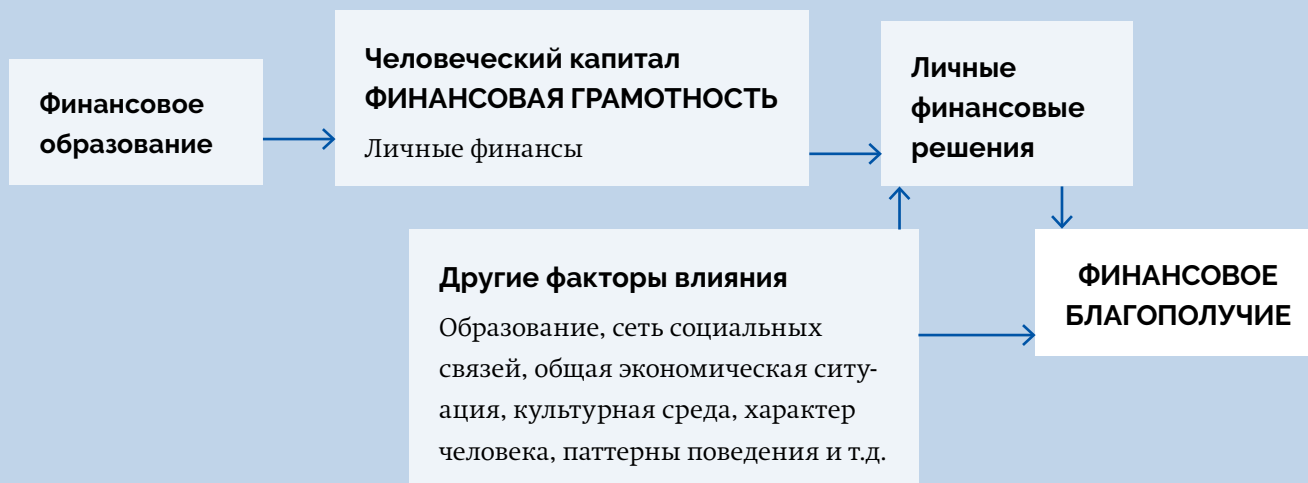 Финансовое
образование
Человеческий капитал
ФИНАНСОВАЯ ГРАМОТНОСТЬ
Личные финансы
Личные
финансовые
решения
Другие факторы влияния
Образование, сеть социальных
связей, общая экономическая ситу-
ация, культурная среда, характер
человека, паттерны поведения и т.д.
ФИНАНСОВОЕ
БЛАГОПОЛУЧИЕ